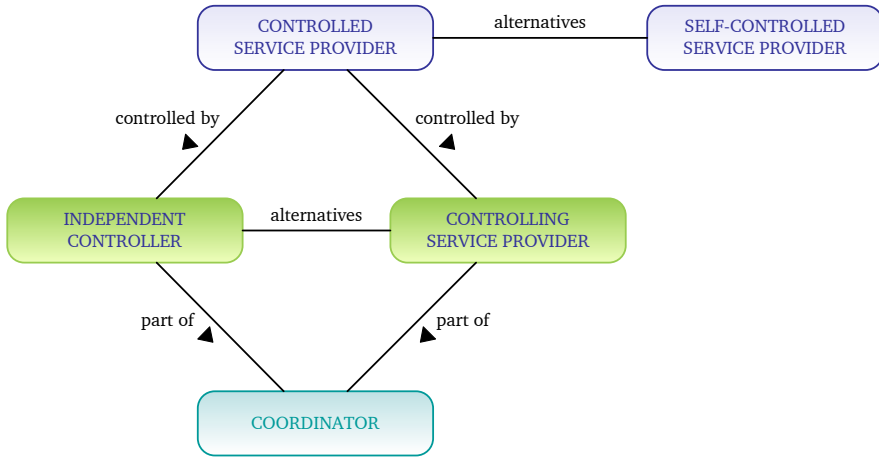 CONTROLLED
SERVICE PROVIDER
alternatives
SELF-CONTROLLED
SERVICE PROVIDER
controlled by
controlled by
INDEPENDENT
CONTROLLER
alternatives
CONTROLLING
SERVICE PROVIDER
part of
part of
COORDINATOR